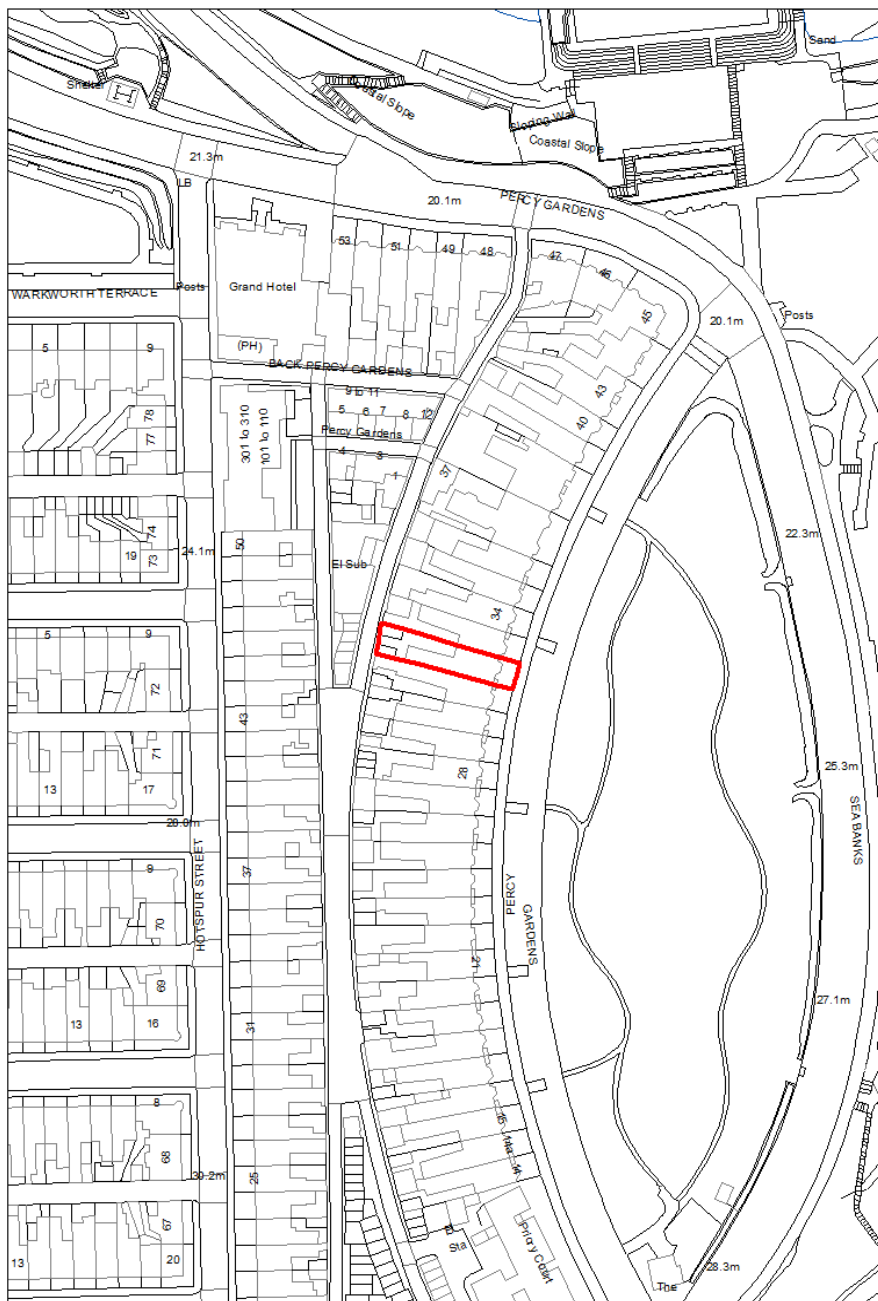 Sand
Shelter
Coastal Slope
Sloping Wall
Coastal Slope
21.3m
LB
20.1m
PERCY GARDENS
53
51
49
48
47
46
45
WARKWORTH TERRACE
Posts
Grand Hotel
20.1m
Posts
(PH)
5
9
BACK PERCY GARDENS
43
40
9 to 11
5
6
7
8
12
78
77
301 to 310
101 to 110
Percy Gardens
4
3
1
37
74
73
19
24.1m
50
22.3m
El Sub
34
5
9
72
43
71
28
25.3m
13
17
28.0m
SEA BANKS
HOTSPUR STREET
9
37
PERCY
GARDENS
70
21
69
27.1m
13
16
31
8
15
14a
14
68
30.2m
25
67
El
Sta
Priory Court
13
20
28.3m
The